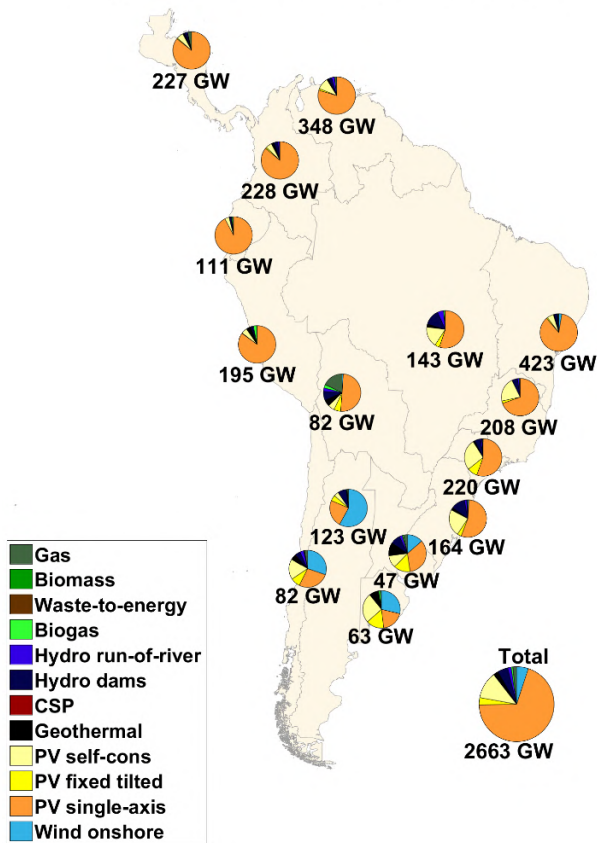 227 GW
348 GW
228 GW
111 GW
195 GW
143 GW
423 GW
82 GW
208 GW
220 GW
123 GW
164 GW
82 GW
47 GW
63 GW
Total
2663 GW
Gas
Biomass
Waste-to-energy
Biogas
Hydro run-of-river
Hydro dams
CSP
Geothermal
PV self-cons
PV fixed tilted
PV single-axis
Wind onshore